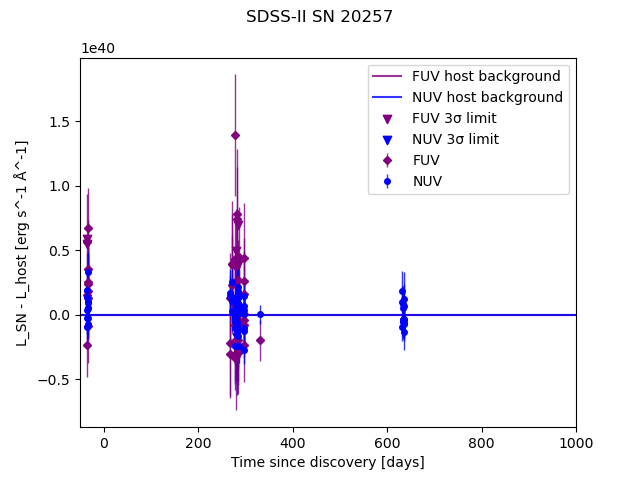 SDSS-II SN 20257
1e40
FUV host background
NUV host background
FUV 3σ limit
NUV 3σ limit
FUV
NUV
1.5
1.0
0.5
0.0
−0.5
L_SN - L_host [erg s^-1 Å^-1]
0 200 400 600 800 1000
Time since discovery [days]